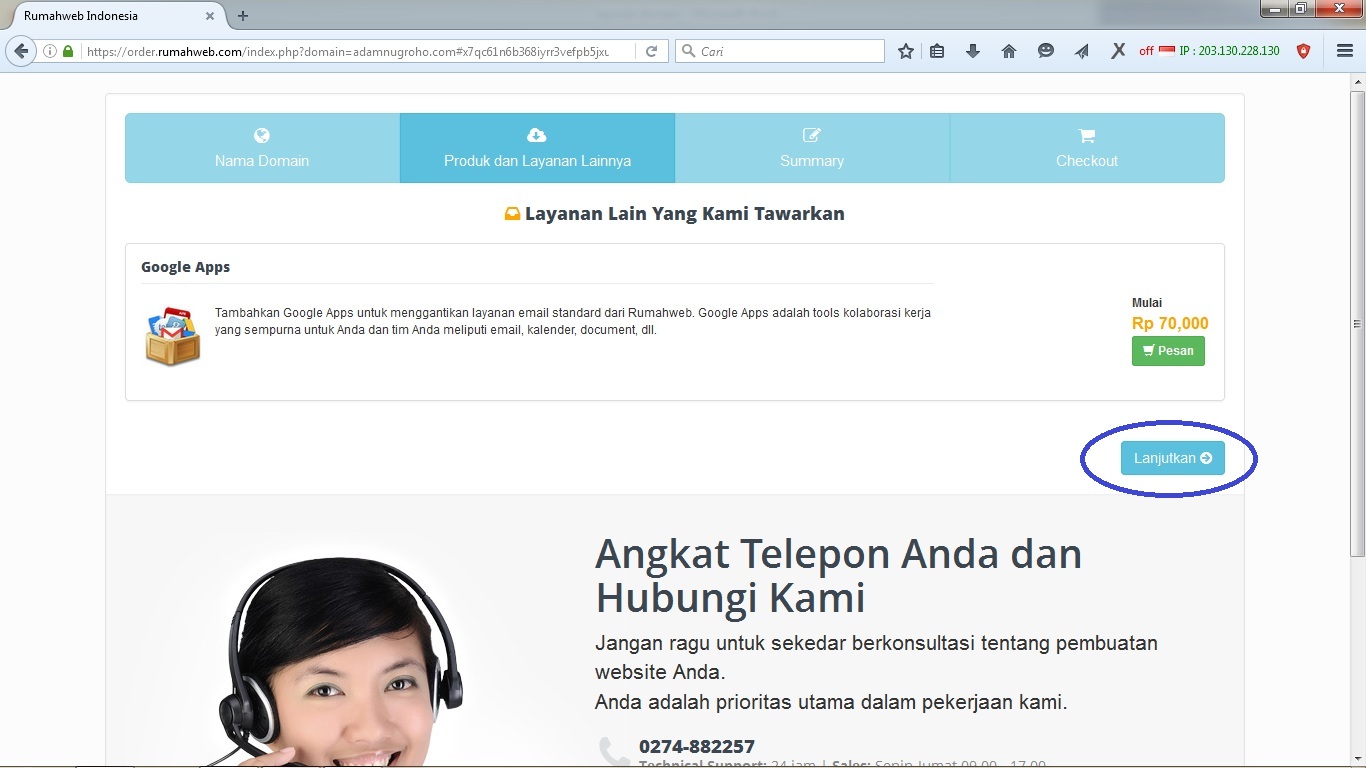 Rumahweb Indonesia
https://order.rumahweb.com/index.php?domain=adamnugroho.com#x7qc61n6b368iyrr3vefpb5jxu
Cari
off IP : 203.130.228.130
Nama Domain
Produk dan Layanan Lainnya
Summary
Checkout
Layanan Lain Yang Kami Tawarkan
Google Apps
Tambahkan Google Apps untuk menggantikan layanan email standard dari Rumahweb. Google Apps adalah tools kolaborasi kerja
yang sempurna untuk Anda dan tim Anda meliputi email, kalender, document, dll.
Mulai
Rp 70,000
Pesan
Lanjutkan
Angkat Telepon Anda dan
Hubungi Kami
Jangan ragu untuk sekedar berkonsultasi tentang pembuatan
website Anda.
Anda adalah prioritas utama dalam pekerjaan kami.
0274-882257
Technical Support: 24 jam | Sales: Senin-Jumat 09.00 - 17.00